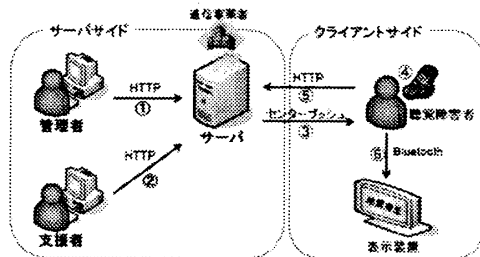 通信事業者
サーバサイド
クライアントサイド
HTTP
①
管理者
サーバ
HTTP
⑤
④
聴覚障害者
センタープッシュ
③
HTTP
②
支援者
⑥
Bluetooth
表示装置